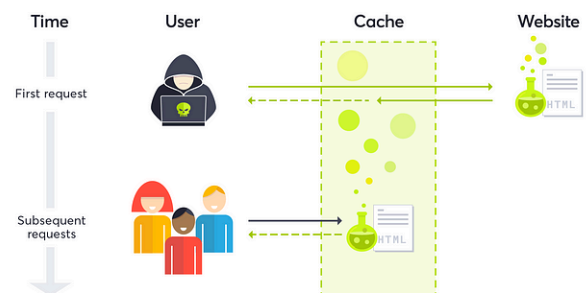 Time
User
Cache
Website
First request
HTML
Subsequent
requests
HTML